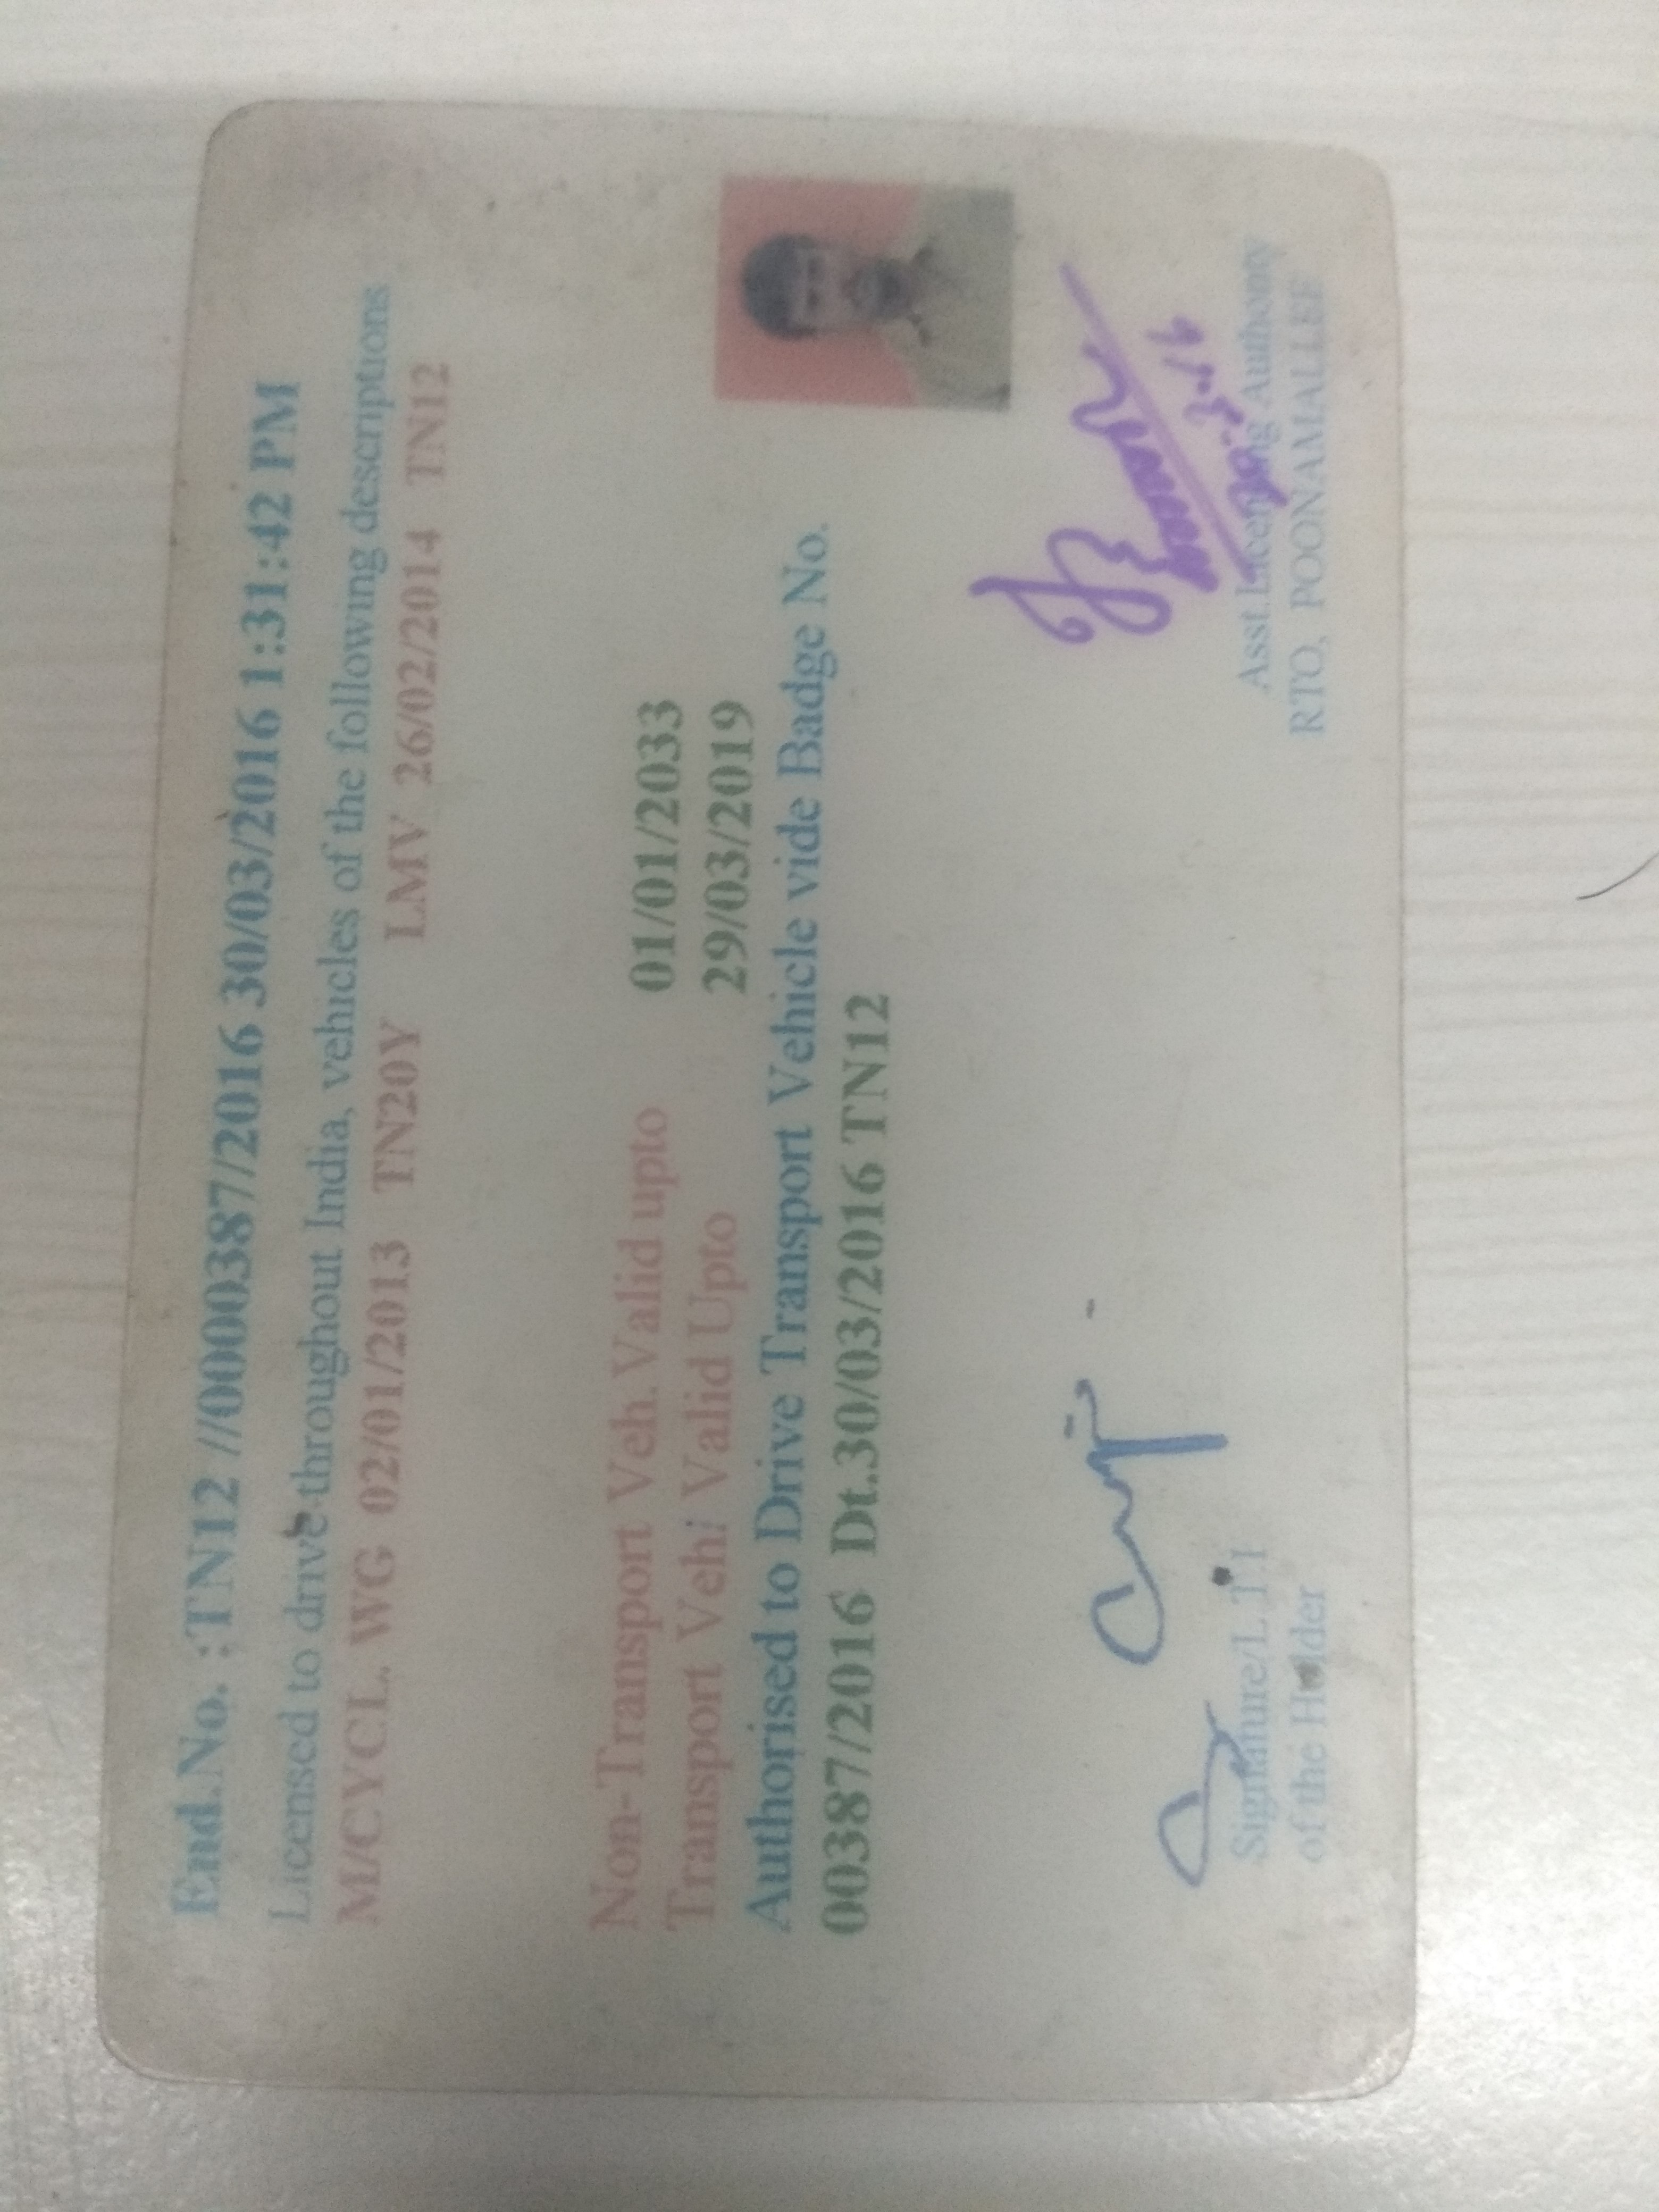 End.No. :TN12 //0000387/2016 30/03/2016 1:31:42 PM
Licensed to drive throughout India, vehicles of the following descriptions
M/CYCL. WG 02/01/2013 TN20Y LMV 26/02/2014 TN12
Non-Transport Veh.Valid upto 01/01/2033
Transport Veh/ Valid Upto 29/03/2019
Authorised to Drive Transport Vehicle vide Badge No.
00387/2016 Dt.30/03/2016 TN12
Signature/L.T.I
of the Holder
Asst.Licencing Authority
RTO, POONAMALLEE